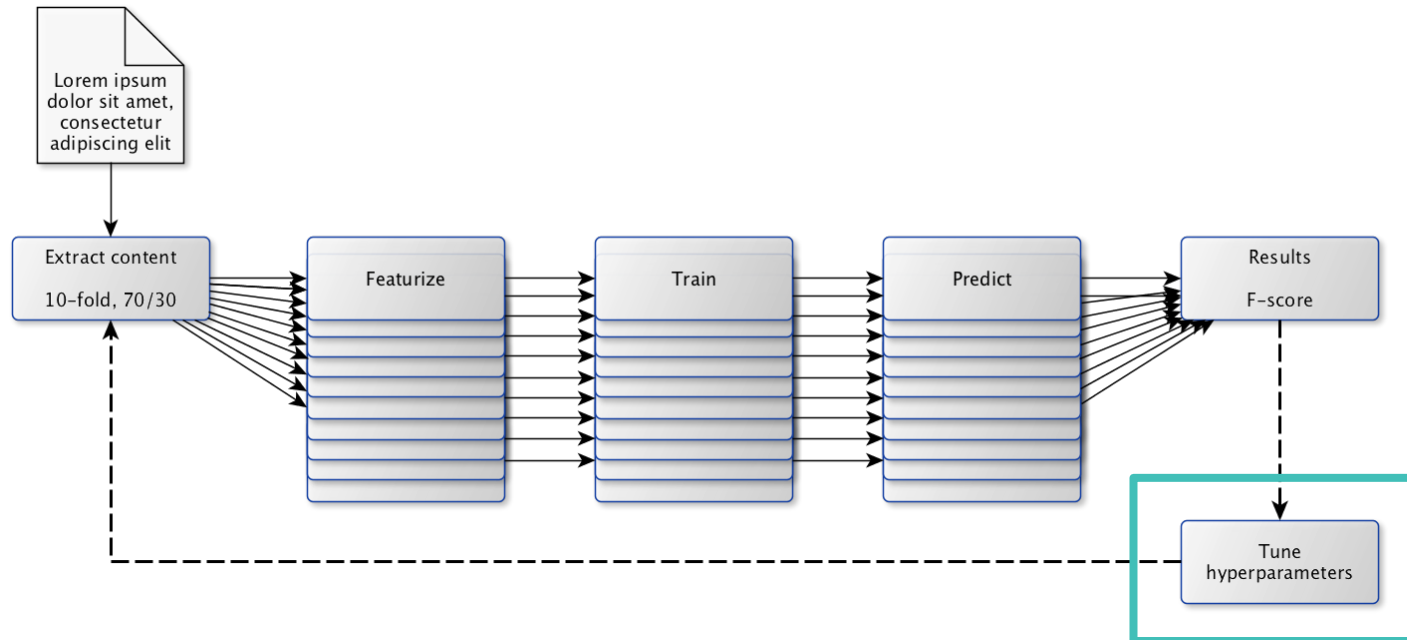 Lorem ipsum
dolor sit amet,
consectetur
adipiscing elit
Extract content
10-fold, 70/30
Featurize
Train
Predict
Results
F-score
Tune
hyperparameters